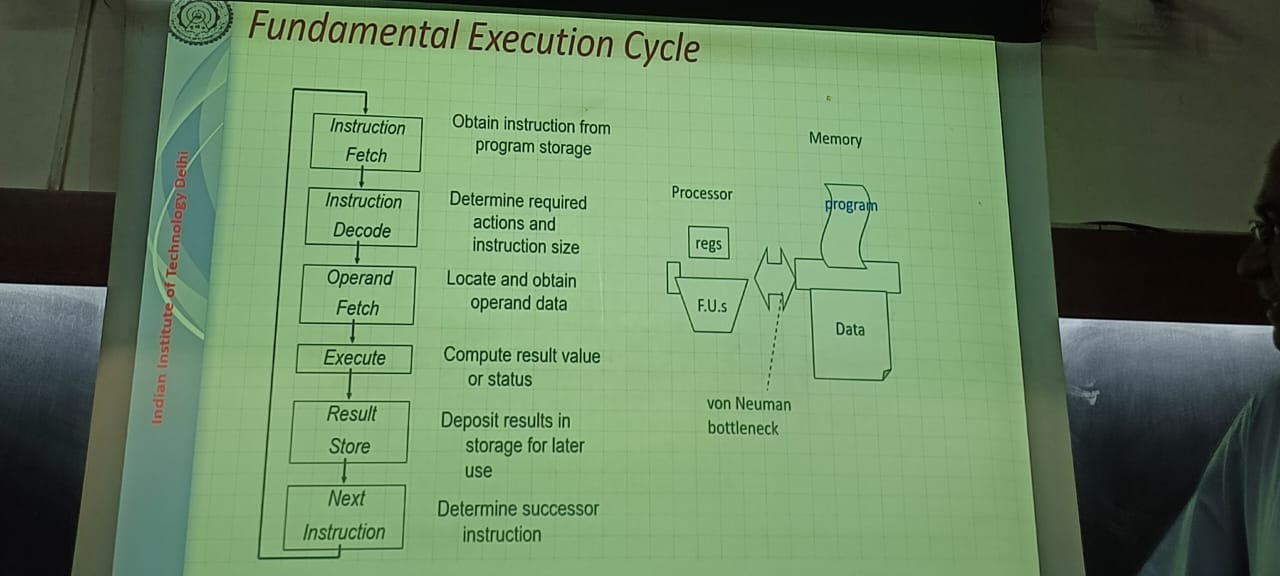 Fundamental Execution Cycle
Indian Institute of Technology Delhi
Instruction
Fetch
Obtain instruction from
program storage
Instruction
Decode
Determine required
actions and
instruction size
Operand
Fetch
Locate and obtain
operand data
Execute
Compute result value
or status
Result
Store
Deposit results in
storage for later
use
Next
Instruction
Determine successor
instruction
Processor
regs
F.U.s
Memory
program
Data
von Neuman
bottleneck